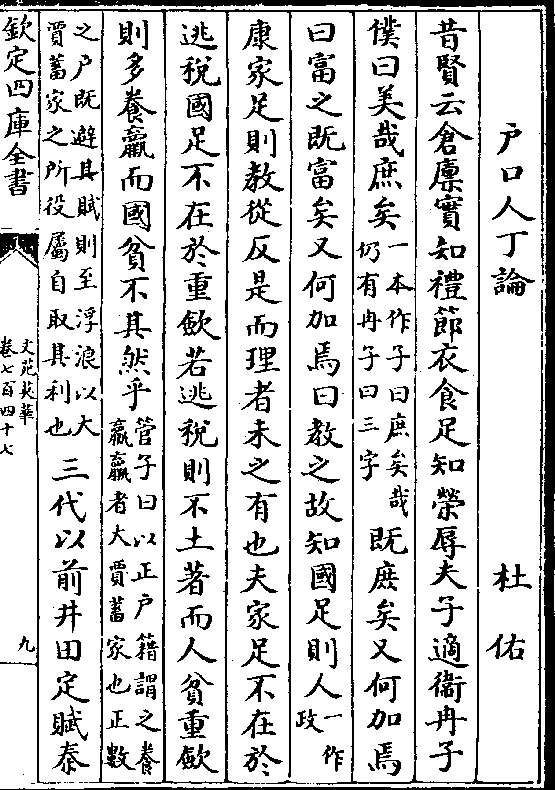 户口人丁論　杜佑
昔賢云倉廪實知禮節衣食足知榮辱夫子適衞冉子
僕曰美哉庶矣一本作子曰庶矣哉仍有冉子曰三字既庶矣又何加焉
曰富之既富矣又何加焉曰教之故知國足則人一作政
康家足則教從反是而理者未之有也夫家足不在於
逃稅國足不在於重斂若逃稅則不土著而人貧重斂
則多養羸而國貧不其然乎管子曰以正户籍謂之養羸羸者大賈蓄家也正數
之户既避其賦則至浮浪以大賈蓄家之所役屬自取其利也三代以前井田定賦秦
欽定四庫全書
文苑英華
卷七百四十七
九